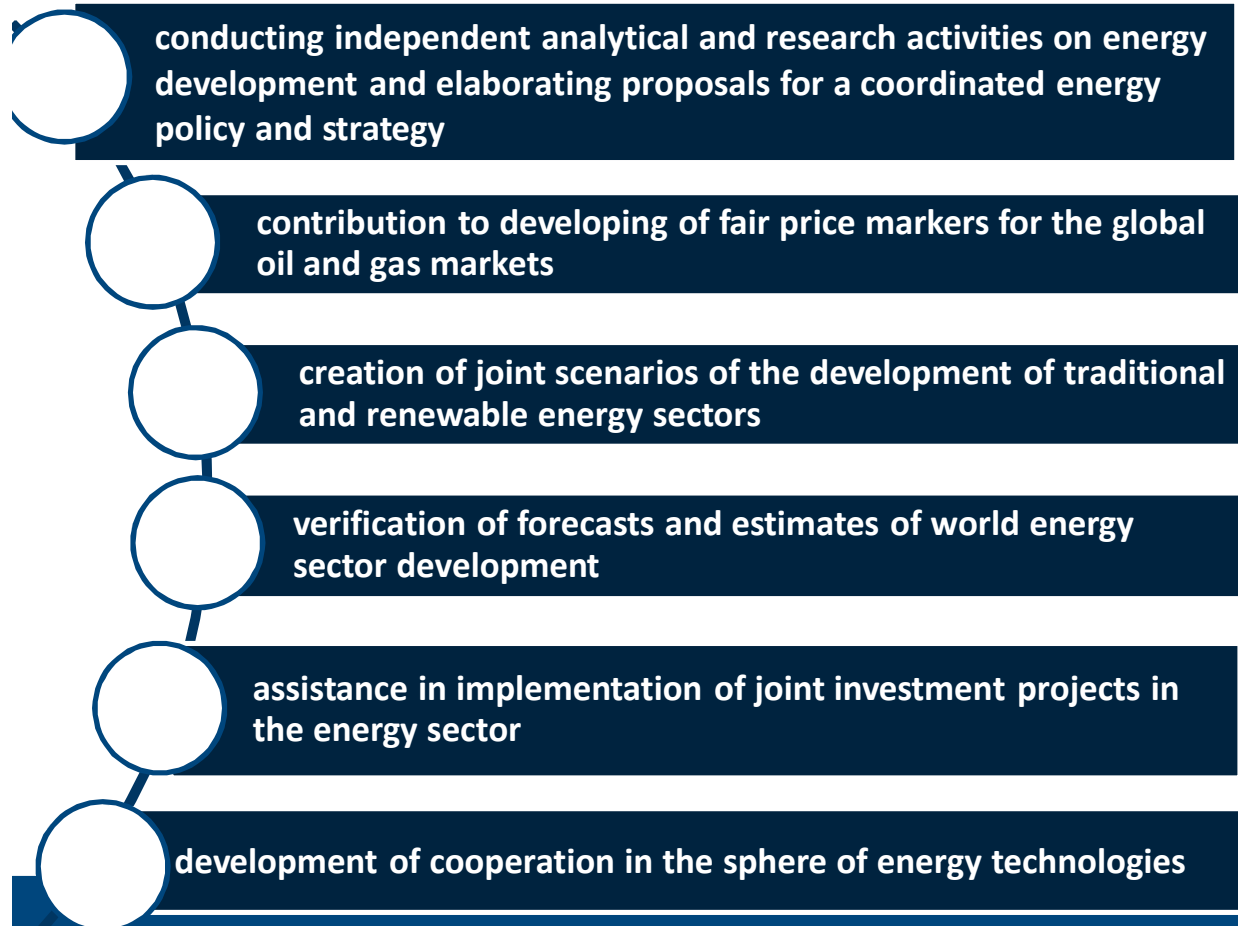 conducting independent analytical and research activities on energy
development and elaborating proposals for a coordinated energy
policy and strategy
contribution to developing of fair price markers for the global
oil and gas markets
creation of joint scenarios of the development of traditional
and renewable energy sectors
verification of forecasts and estimates of world energy
sector development
assistance in implementation of joint investment projects in
the energy sector
development of cooperation in the sphere of energy technologies